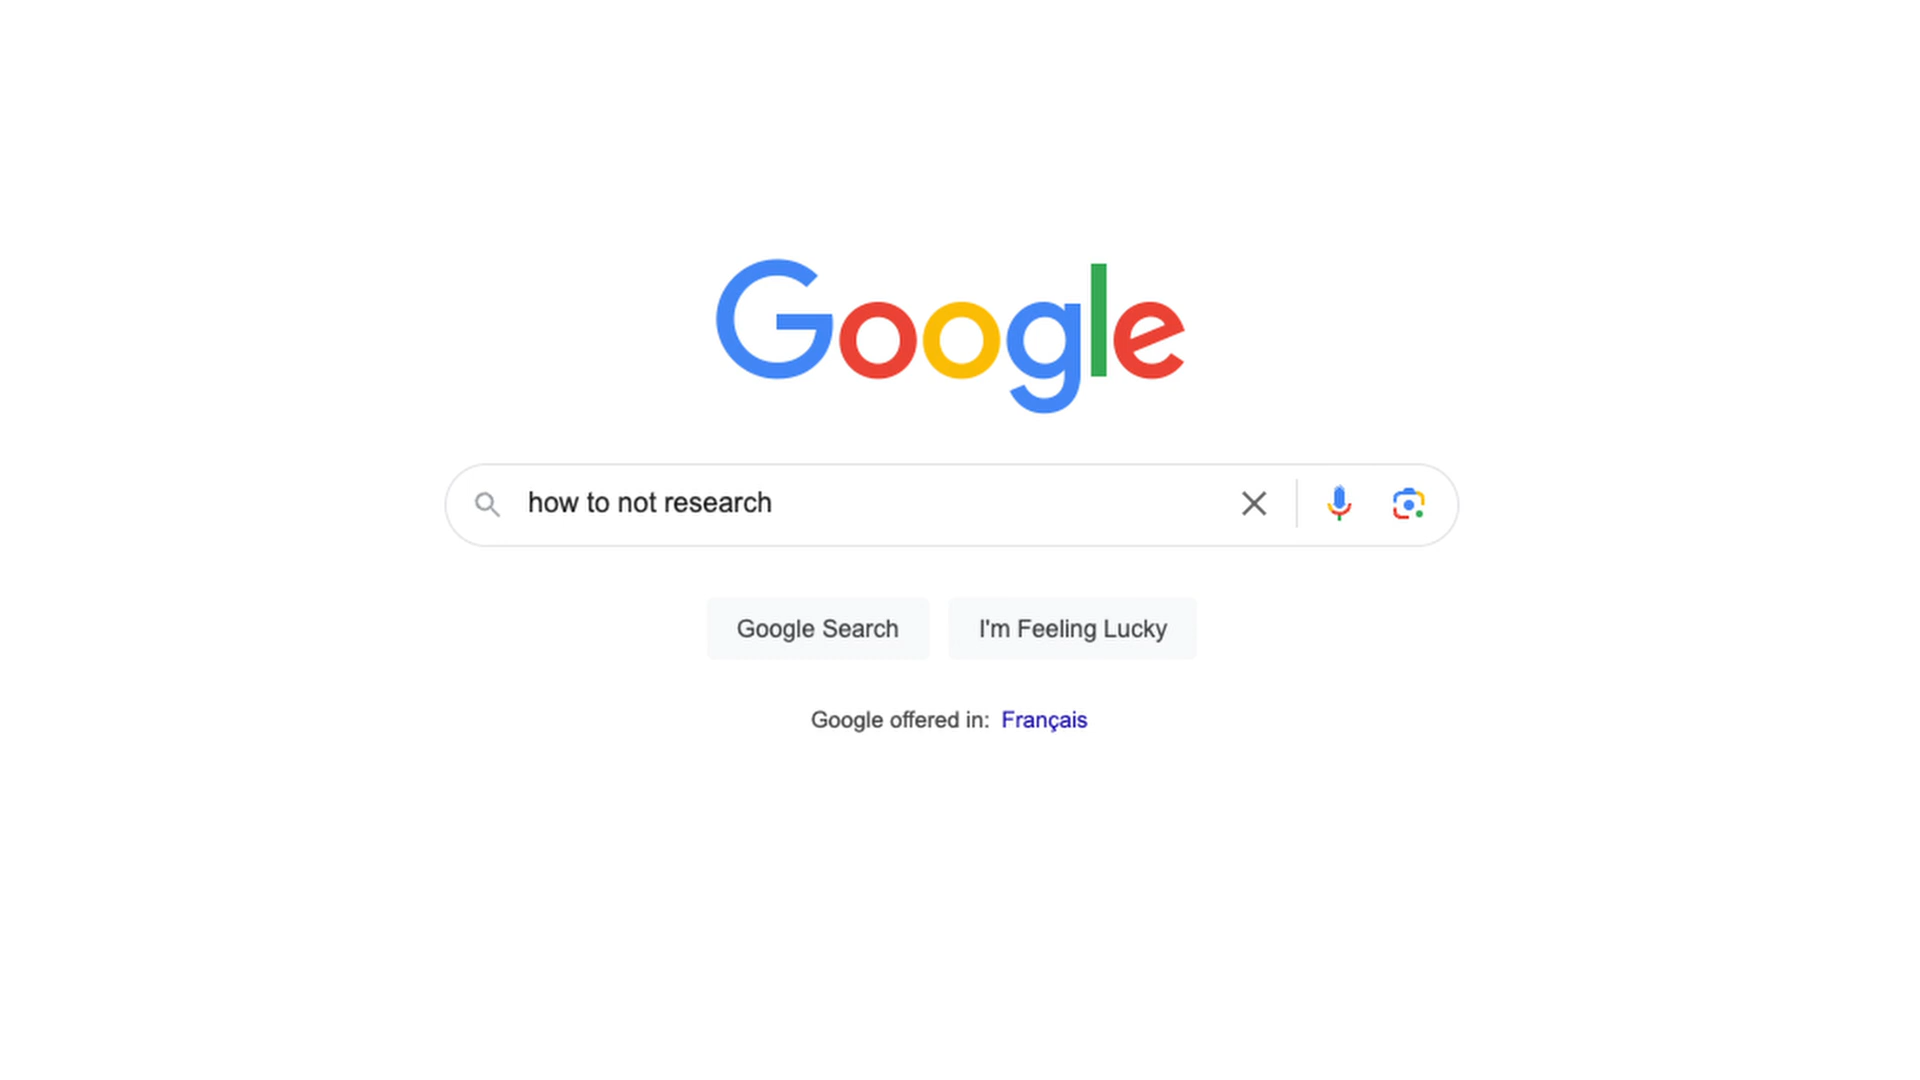 Google
how to not research
Google Search
I'm Feeling Lucky
Google offered in: Français